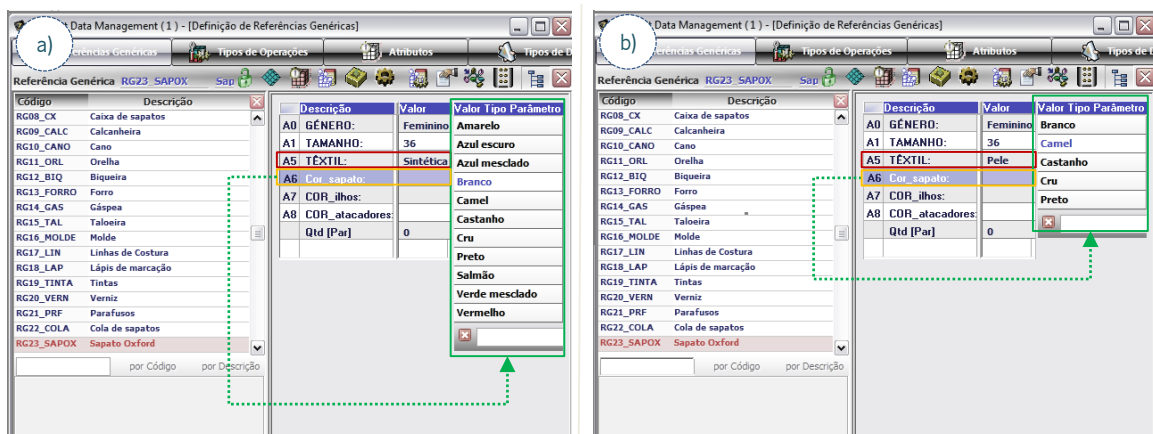 a)
Data Management ( 1 ) - [Definição de Referências Genéricas]
Genéricas
Tipos de Operações
Atributos
Tipos de D
Referência Genérica RG23_SAPOX Sap
Código Descrição
RG08_CX Caixa de sapatos
RG09_CALC Calcanheira
RG10_CANO Cano
RG11_ORL Orelha
RG12_BIQ Biqueira
RG13_FORRO Forro
RG14_GAS Gáspea
RG15_TAL Taloeira
RG16_MOLDE Molde
RG17_LIN Linhas de Costura
RG18_LAP Lápis de marcação
RG19_TINTA Tintas
RG20_VERN Verniz
RG21_PRF Parafusos
RG22_COLA Cola de sapatos
RG23_SAPOX Sapato Oxford
por Código por Descrição
Descrição Valor
A0 GÉNERO: Feminino
A1 TAMANHO: 36
A5 TÊXTIL: Sintética
A6 Cor_sapato:
A7 COR_ilhos:
A8 COR_atacadores:
Qtd [Par] 0
Valor Tipo Parâmetro
Amarelo
Azul escuro
Azul mesclado
Branco
Camel
Castanho
Cru
Preto
Salmão
Verde mesclado
Vermelho
b)
Data Management ( 1 ) - [Definição de Referências Genéricas]
Genéricas
Tipos de Operações
Atributos
Tipos de D
Referência Genérica RG23_SAPOX Sap
Código Descrição
RG08_CX Caixa de sapatos
RG09_CALC Calcanheira
RG10_CANO Cano
RG11_ORL Orelha
RG12_BIQ Biqueira
RG13_FORRO Forro
RG14_GAS Gáspea
RG15_TAL Taloeira
RG16_MOLDE Molde
RG17_LIN Linhas de Costura
RG18_LAP Lápis de marcação
RG19_TINTA Tintas
RG20_VERN Verniz
RG21_PRF Parafusos
RG22_COLA Cola de sapatos
RG23_SAPOX Sapato Oxford
por Código por Descrição
Descrição Valor
A0 GÉNERO: Feminino
A1 TAMANHO: 36
A5 TÊXTIL: Pele
A6 Cor_sapato:
A7 COR_ilhos:
A8 COR_atacadores:
Qtd [Par] 0
Valor Tipo Parâmetro
Branco
Camel
Castanho
Cru
Preto